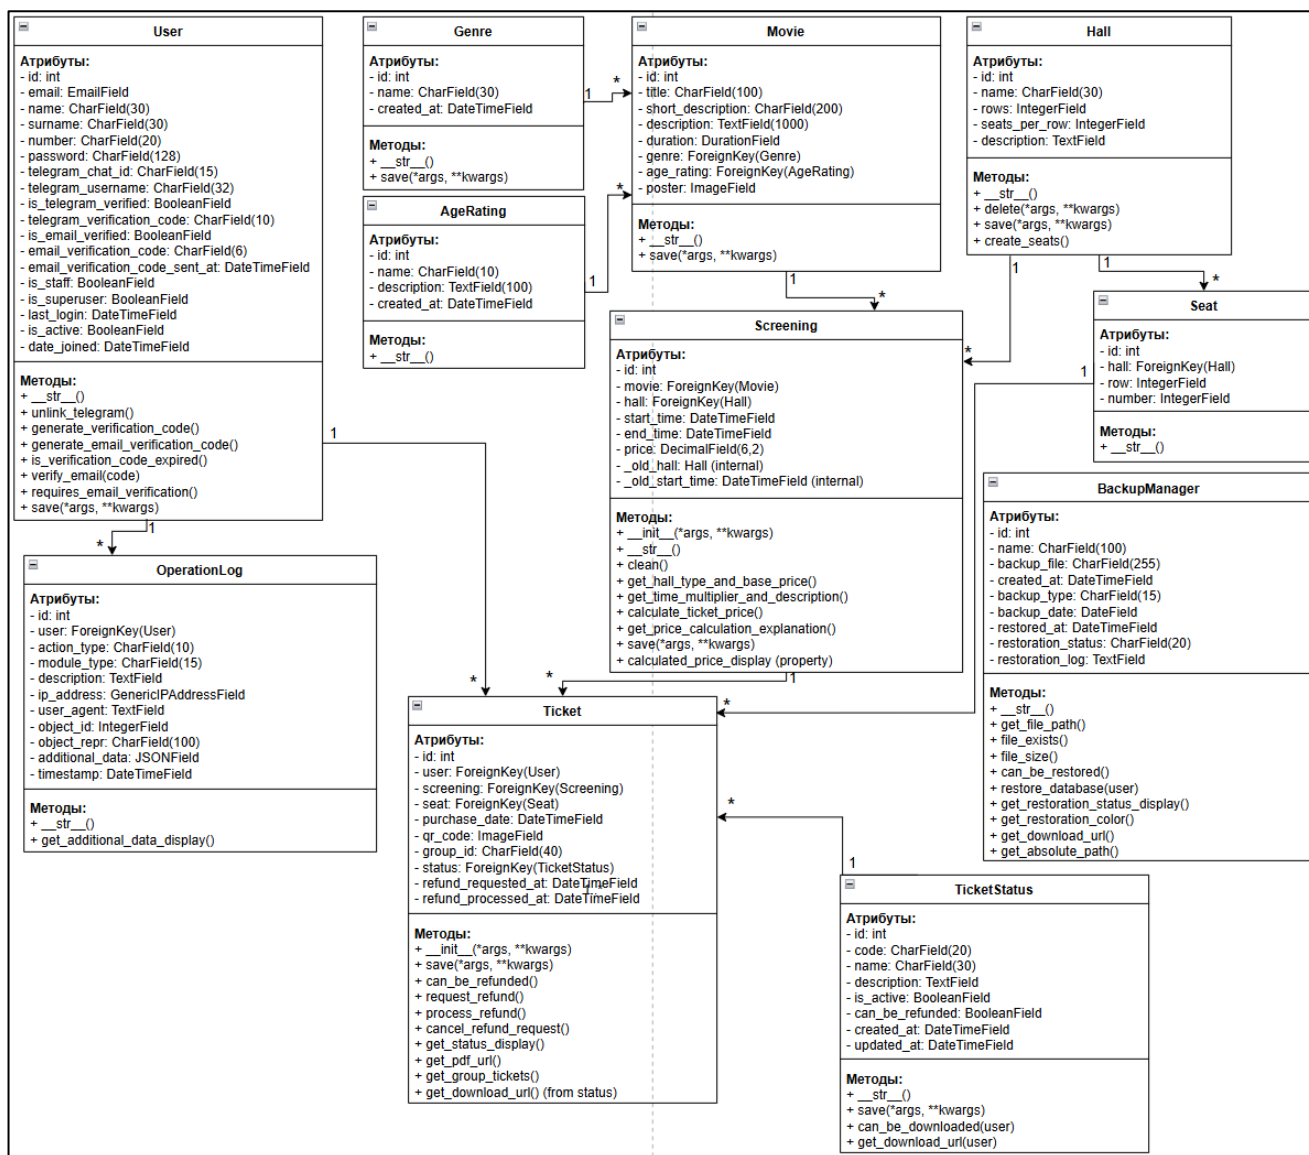 User
Атрибуты:
- id: int
- email: EmailField
- name: CharField(30)
- surname: CharField(30)
- number: CharField(20)
- password: CharField(128)
- telegram_chat_id: CharField(15)
- telegram_username: CharField(32)
- is_telegram_verified: BooleanField
- telegram_verification_code: CharField(10)
- is_email_verified: BooleanField
- email_verification_code: CharField(6)
- email_verification_code_sent_at: DateTimeField
- is_staff: BooleanField
- is_superuser: BooleanField
- last_login: DateTimeField
- is_active: BooleanField
- date_joined: DateTimeField
Методы:
+ __str__()
+ unlink_telegram()
+ generate_verification_code()
+ generate_email_verification_code()
+ is_verification_code_expired()
+ verify_email(code)
+ requires_email_verification()
+ save(*args, **kwargs)
1
1
*
Genre
Атрибуты:
- id: int
- name: CharField(30)
- created_at: DateTimeField
Методы:
+ __str__()
+ save(*args, **kwargs)
1
*
AgeRating
Атрибуты:
- id: int
- name: CharField(10)
- description: TextField(100)
- created_at: DateTimeField
Методы:
+ __str__()
1
*
Movie
Атрибуты:
- id: int
- title: CharField(100)
- short_description: CharField(200)
- description: TextField(1000)
- duration: DurationField
- genre: ForeignKey(Genre)
- age_rating: ForeignKey(AgeRating)
- poster: ImageField
Методы:
+ __str__()
+ save(*args, **kwargs)
1
*
Hall
Атрибуты:
- id: int
- name: CharField(30)
- rows: IntegerField
- seats_per_row: IntegerField
- description: TextField
Методы:
+ __str__()
+ delete(*args, **kwargs)
+ save(*args, **kwargs)
+ create_seats()
1
1
*
*
Seat
Атрибуты:
- id: int
- hall: ForeignKey(Hall)
- row: IntegerField
- number: IntegerField
Методы:
+ __str__()
1
Screening
Атрибуты:
- id: int
- movie: ForeignKey(Movie)
- hall: ForeignKey(Hall)
- start_time: DateTimeField
- end_time: DateTimeField
- price: DecimalField(6,2)
- _old_hall: Hall (internal)
- _old_start_time: DateTimeField (internal)
Методы:
+ __init__(*args, **kwargs)
+ __str__()
+ clean()
+ get_hall_type_and_base_price()
+ get_time_multiplier_and_description()
+ calculate_ticket_price()
+ get_price_calculation_explanation()
+ save(*args, **kwargs)
+ calculated_price_display (property)
1
*
*
*
BackupManager
Атрибуты:
- id: int
- name: CharField(100)
- backup_file: CharField(255)
- created_at: DateTimeField
- backup_type: CharField(15)
- backup_date: DateField
- restored_at: DateTimeField
- restoration_status: CharField(20)
- restoration_log: TextField
Методы:
+ __str__()
+ get_file_path()
+ file_exists()
+ file_size()
+ can_be_restored()
+ restore_database(user)
+ get_restoration_status_display()
+ get_restoration_color()
+ get_download_url()
+ get_absolute_path()
OperationLog
Атрибуты:
- id: int
- user: ForeignKey(User)
- action_type: CharField(10)
- module_type: CharField(15)
- description: TextField
- ip_address: GenericIPAddressField
- user_agent: TextField
- object_id: IntegerField
- object_repr: CharField(100)
- additional_data: JSONField
- timestamp: DateTimeField
Методы:
+ __str__()
+ get_additional_data_display()
Ticket
Атрибуты:
- id: int
- user: ForeignKey(User)
- screening: ForeignKey(Screening)
- seat: ForeignKey(Seat)
- purchase_date: DateTimeField
- qr_code: ImageField
- group_id: CharField(40)
- status: ForeignKey(TicketStatus)
- refund_requested_at: DateTimeField
- refund_processed_at: DateTimeField
Методы:
+ __init__(*args, **kwargs)
+ save(*args, **kwargs)
+ can_be_refunded()
+ request_refund()
+ process_refund()
+ cancel_refund_request()
+ get_status_display()
+ get_pdf_url()
+ get_group_tickets()
+ get_download_url() (from status)
*
1
TicketStatus
Атрибуты:
- id: int
- code: CharField(20)
- name: CharField(30)
- description: TextField
- is_active: BooleanField
- can_be_refunded: BooleanField
- created_at: DateTimeField
- updated_at: DateTimeField
Методы:
+ __str__()
+ save(*args, **kwargs)
+ can_be_downloaded(user)
+ get_download_url(user)